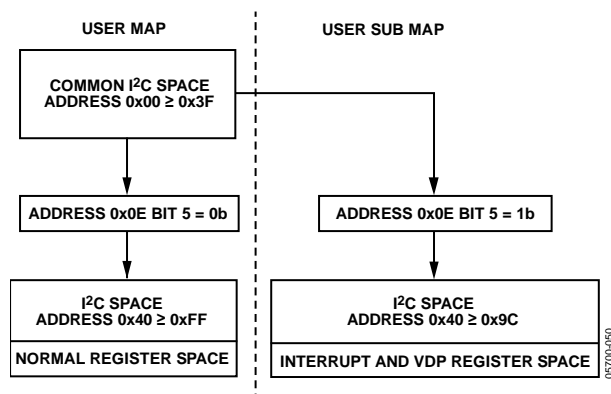 USER MAP
USER SUB MAP
COMMON I²C SPACE
ADDRESS 0x00 ≥ 0x3F
ADDRESS 0x0E BIT 5 = 0b
ADDRESS 0x0E BIT 5 = 1b
I²C SPACE
ADDRESS 0x40 ≥ 0xFF
NORMAL REGISTER SPACE
I²C SPACE
ADDRESS 0x40 ≥ 0x9C
INTERRUPT AND VDP REGISTER SPACE
05700-050